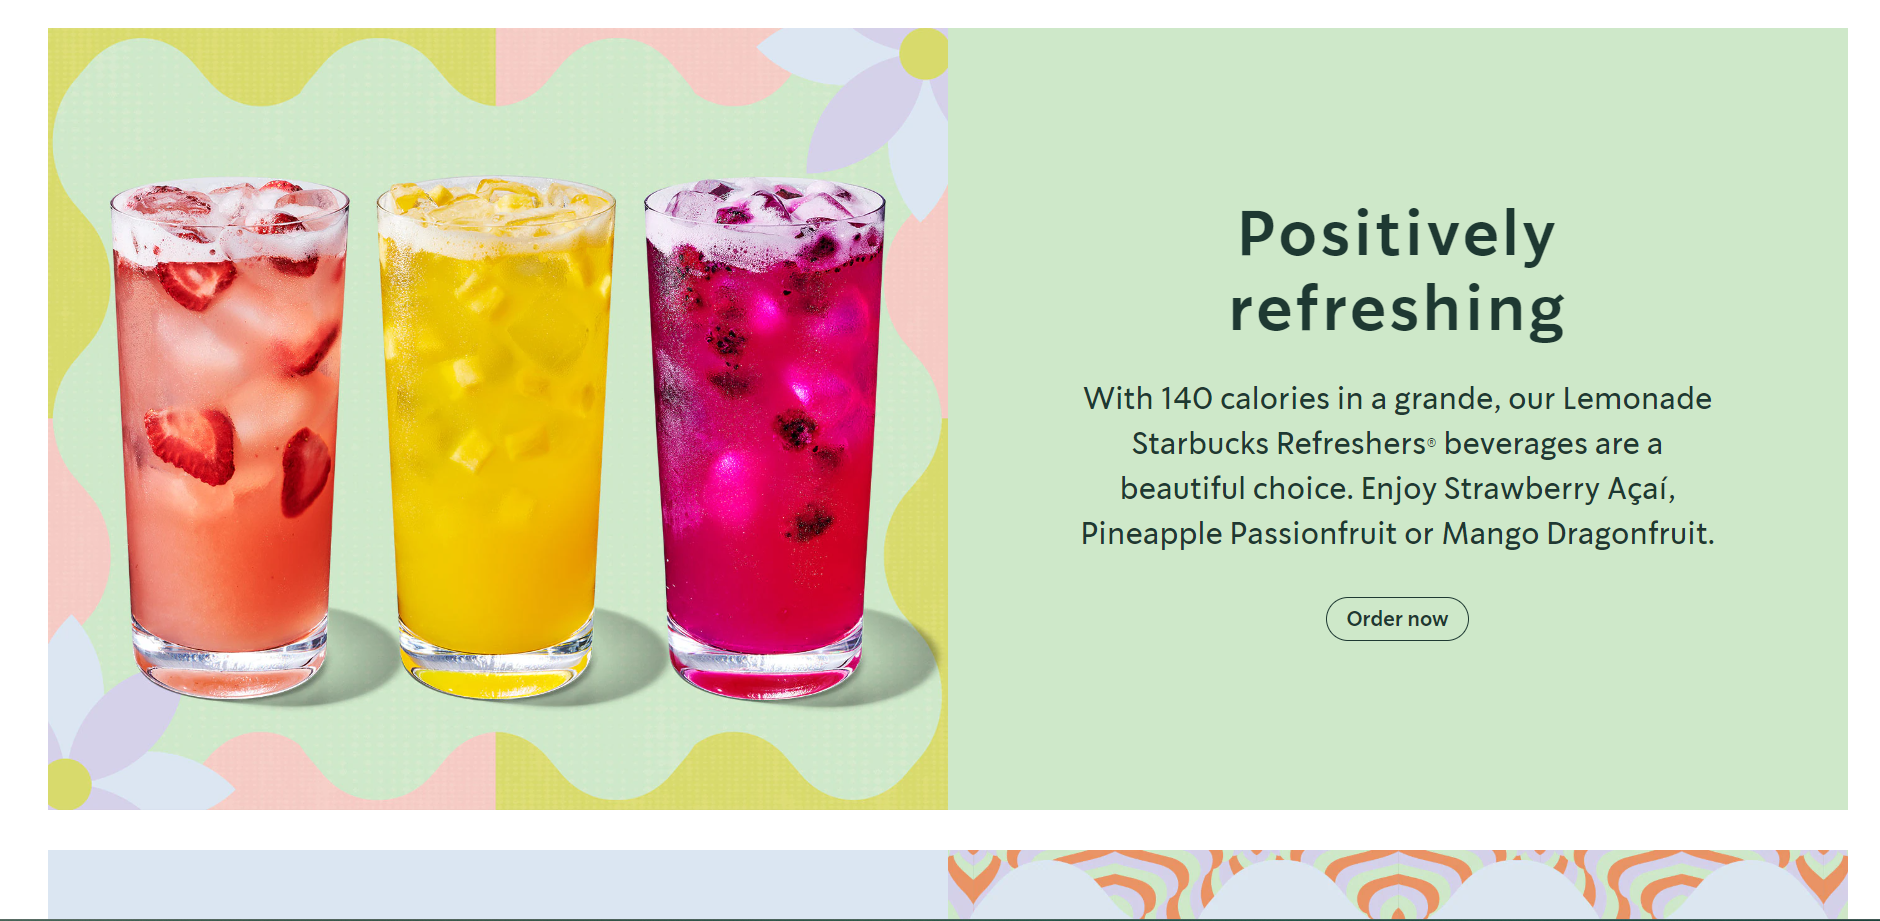 Positively
refreshing
With 140 calories in a grande, our Lemonade
Starbucks Refreshers® beverages are a
beautiful choice. Enjoy Strawberry Açaí,
Pineapple Passionfruit or Mango Dragonfruit.
Order now